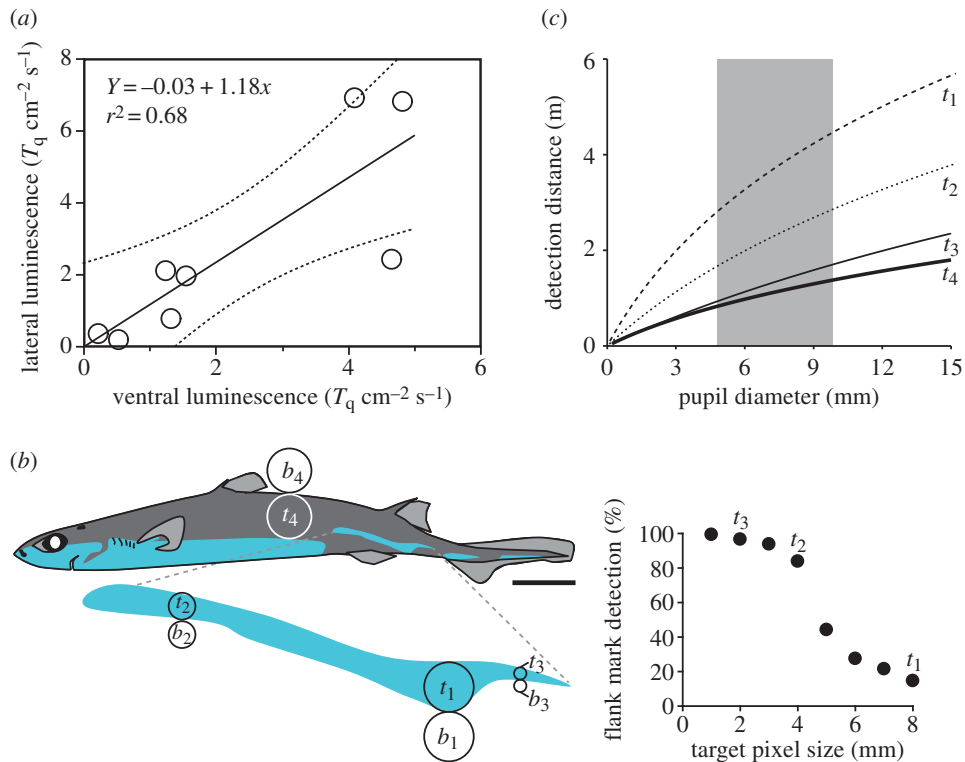 (a)
8
6
4
2
0
2
4
6
lateral luminescence (Tq cm⁻² s⁻¹)
Y = –0.03 + 1.18x
r² = 0.68
ventral luminescence (Tq cm⁻² s⁻¹)
(c)
6
4
2
0
3
6
9
12
15
detection distance (m)
t1
t2
t3
t4
pupil diameter (mm)
(b)
b4
t4
t2
b2
t1
b1
t3
b3
flank mark detection (%)
100
80
60
40
20
0
0
2
4
6
8
t3
t2
t1
target pixel size (mm)